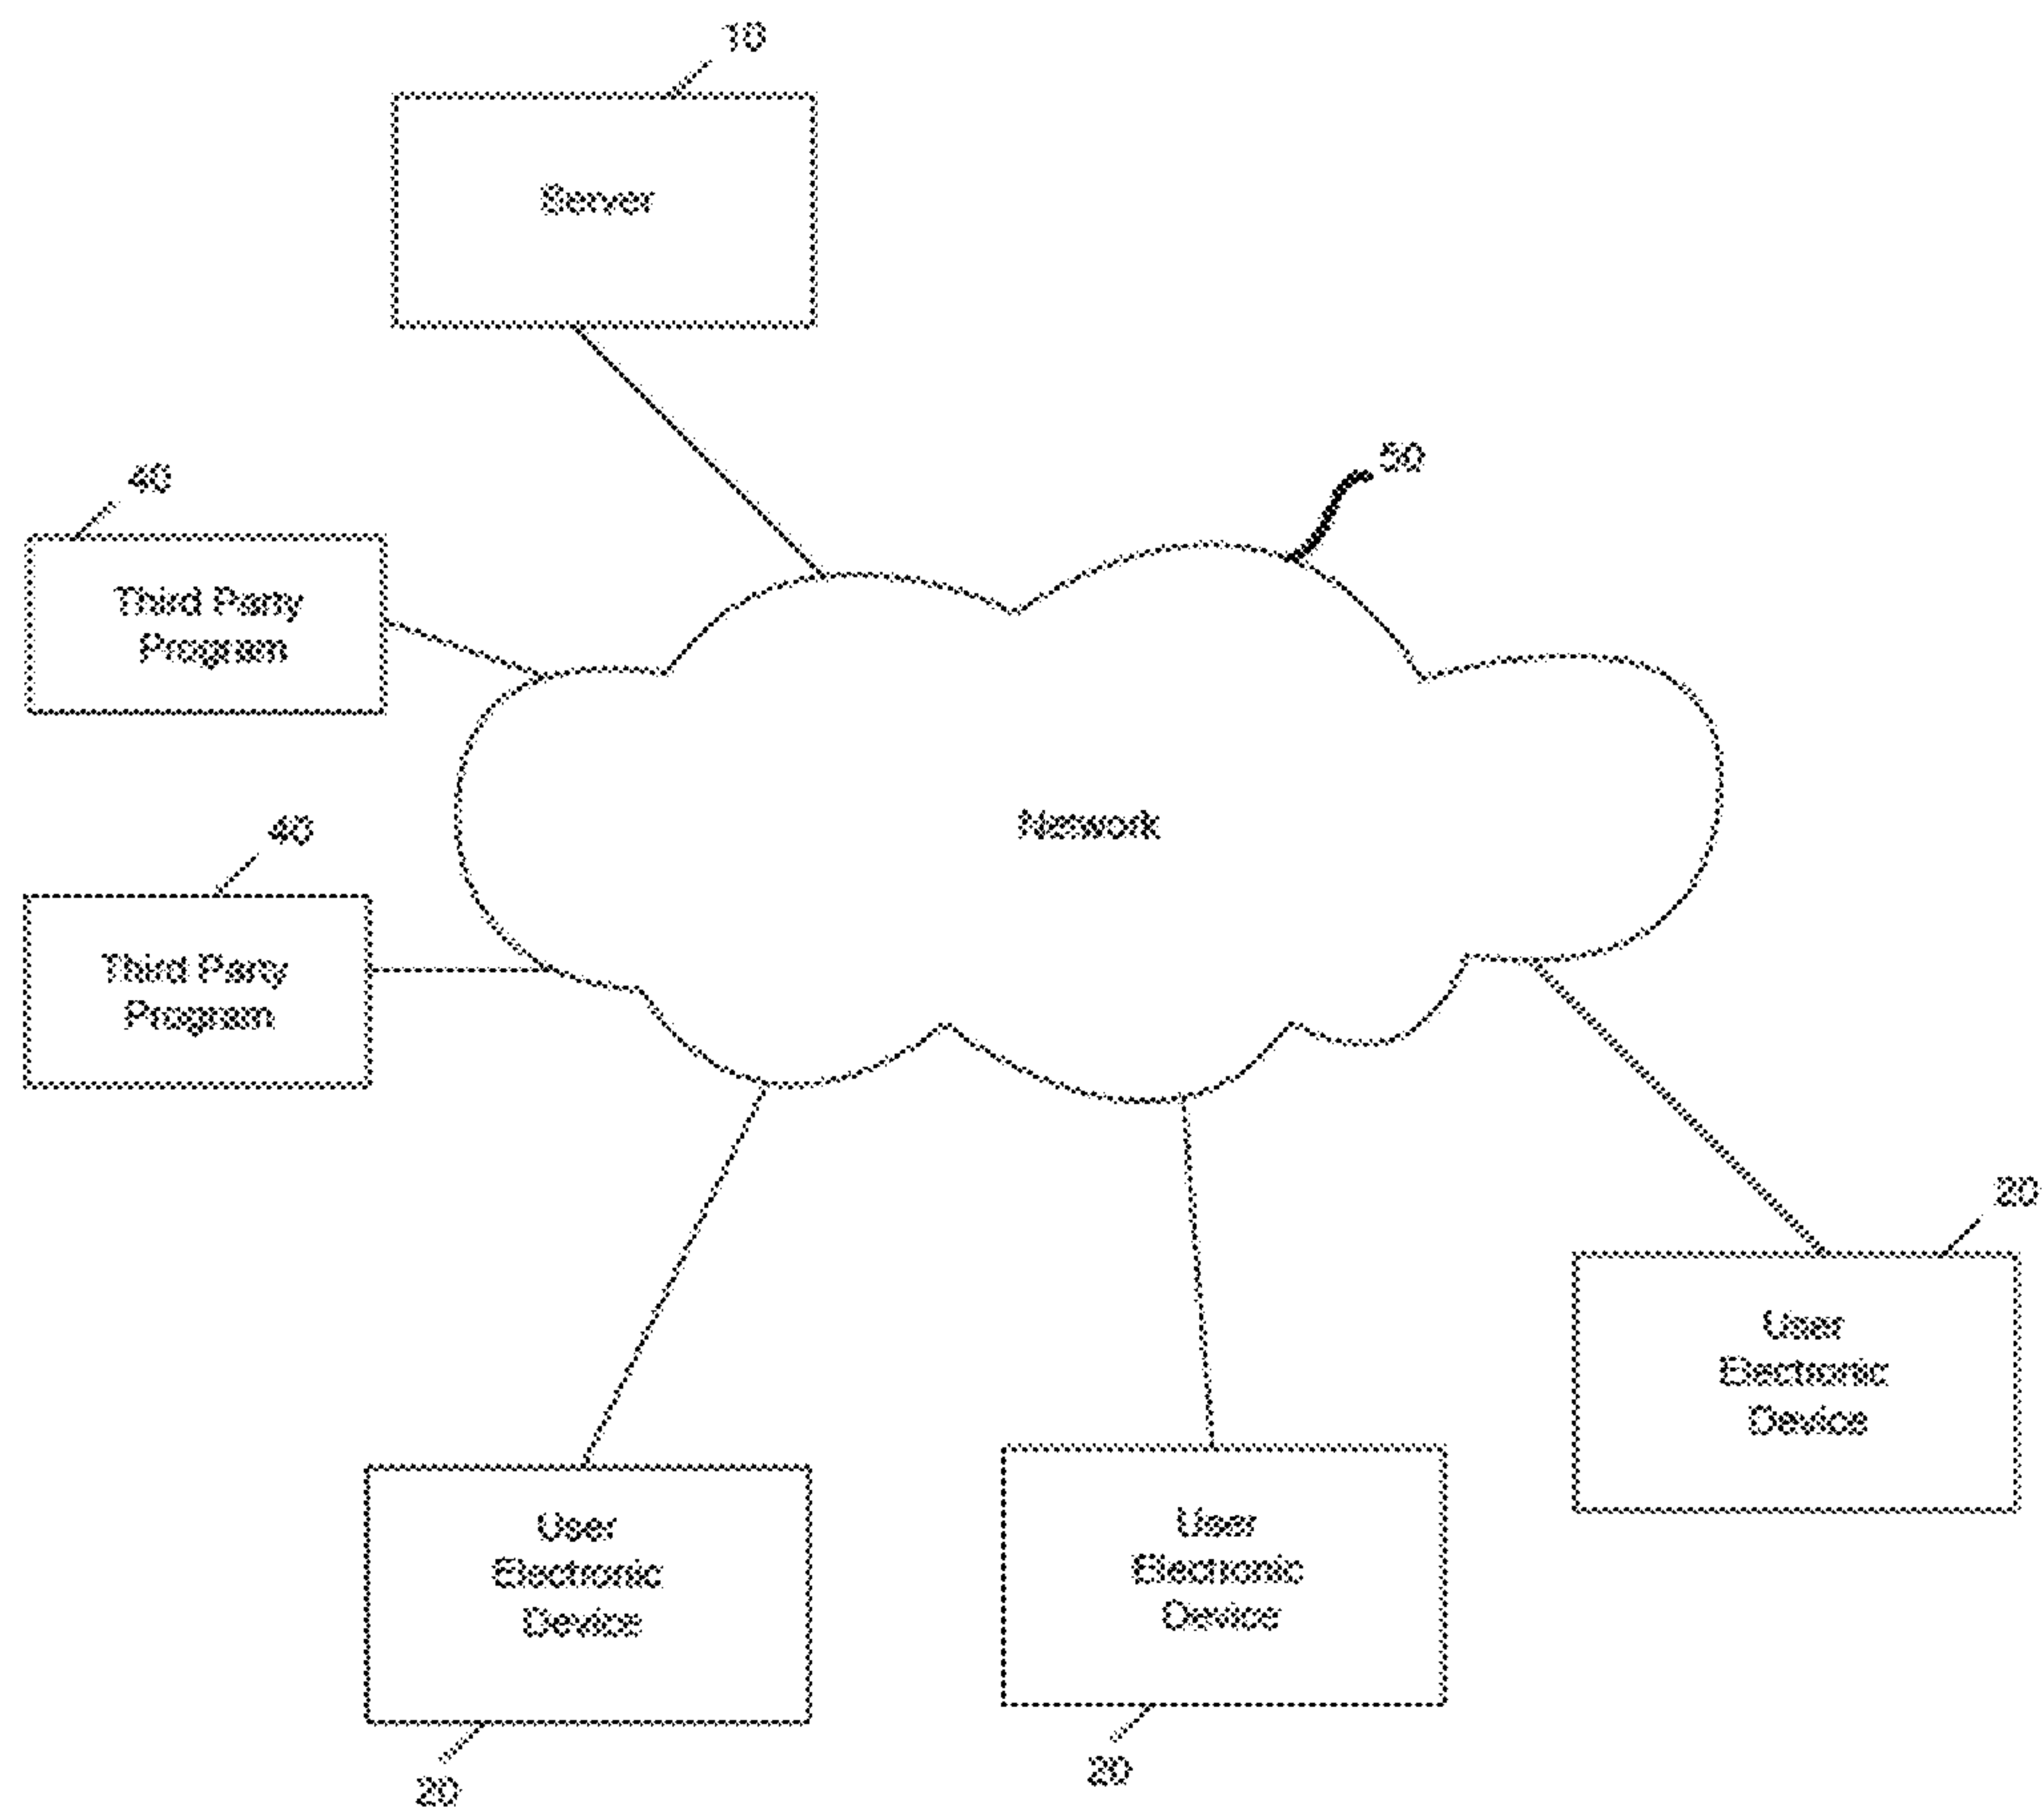 10
Server
50
40
Third Party
Program
Network
40
Third Party
Program
20
User
Electronic
Device
User
Electronic
Device
20
User
Electronic
Device
20